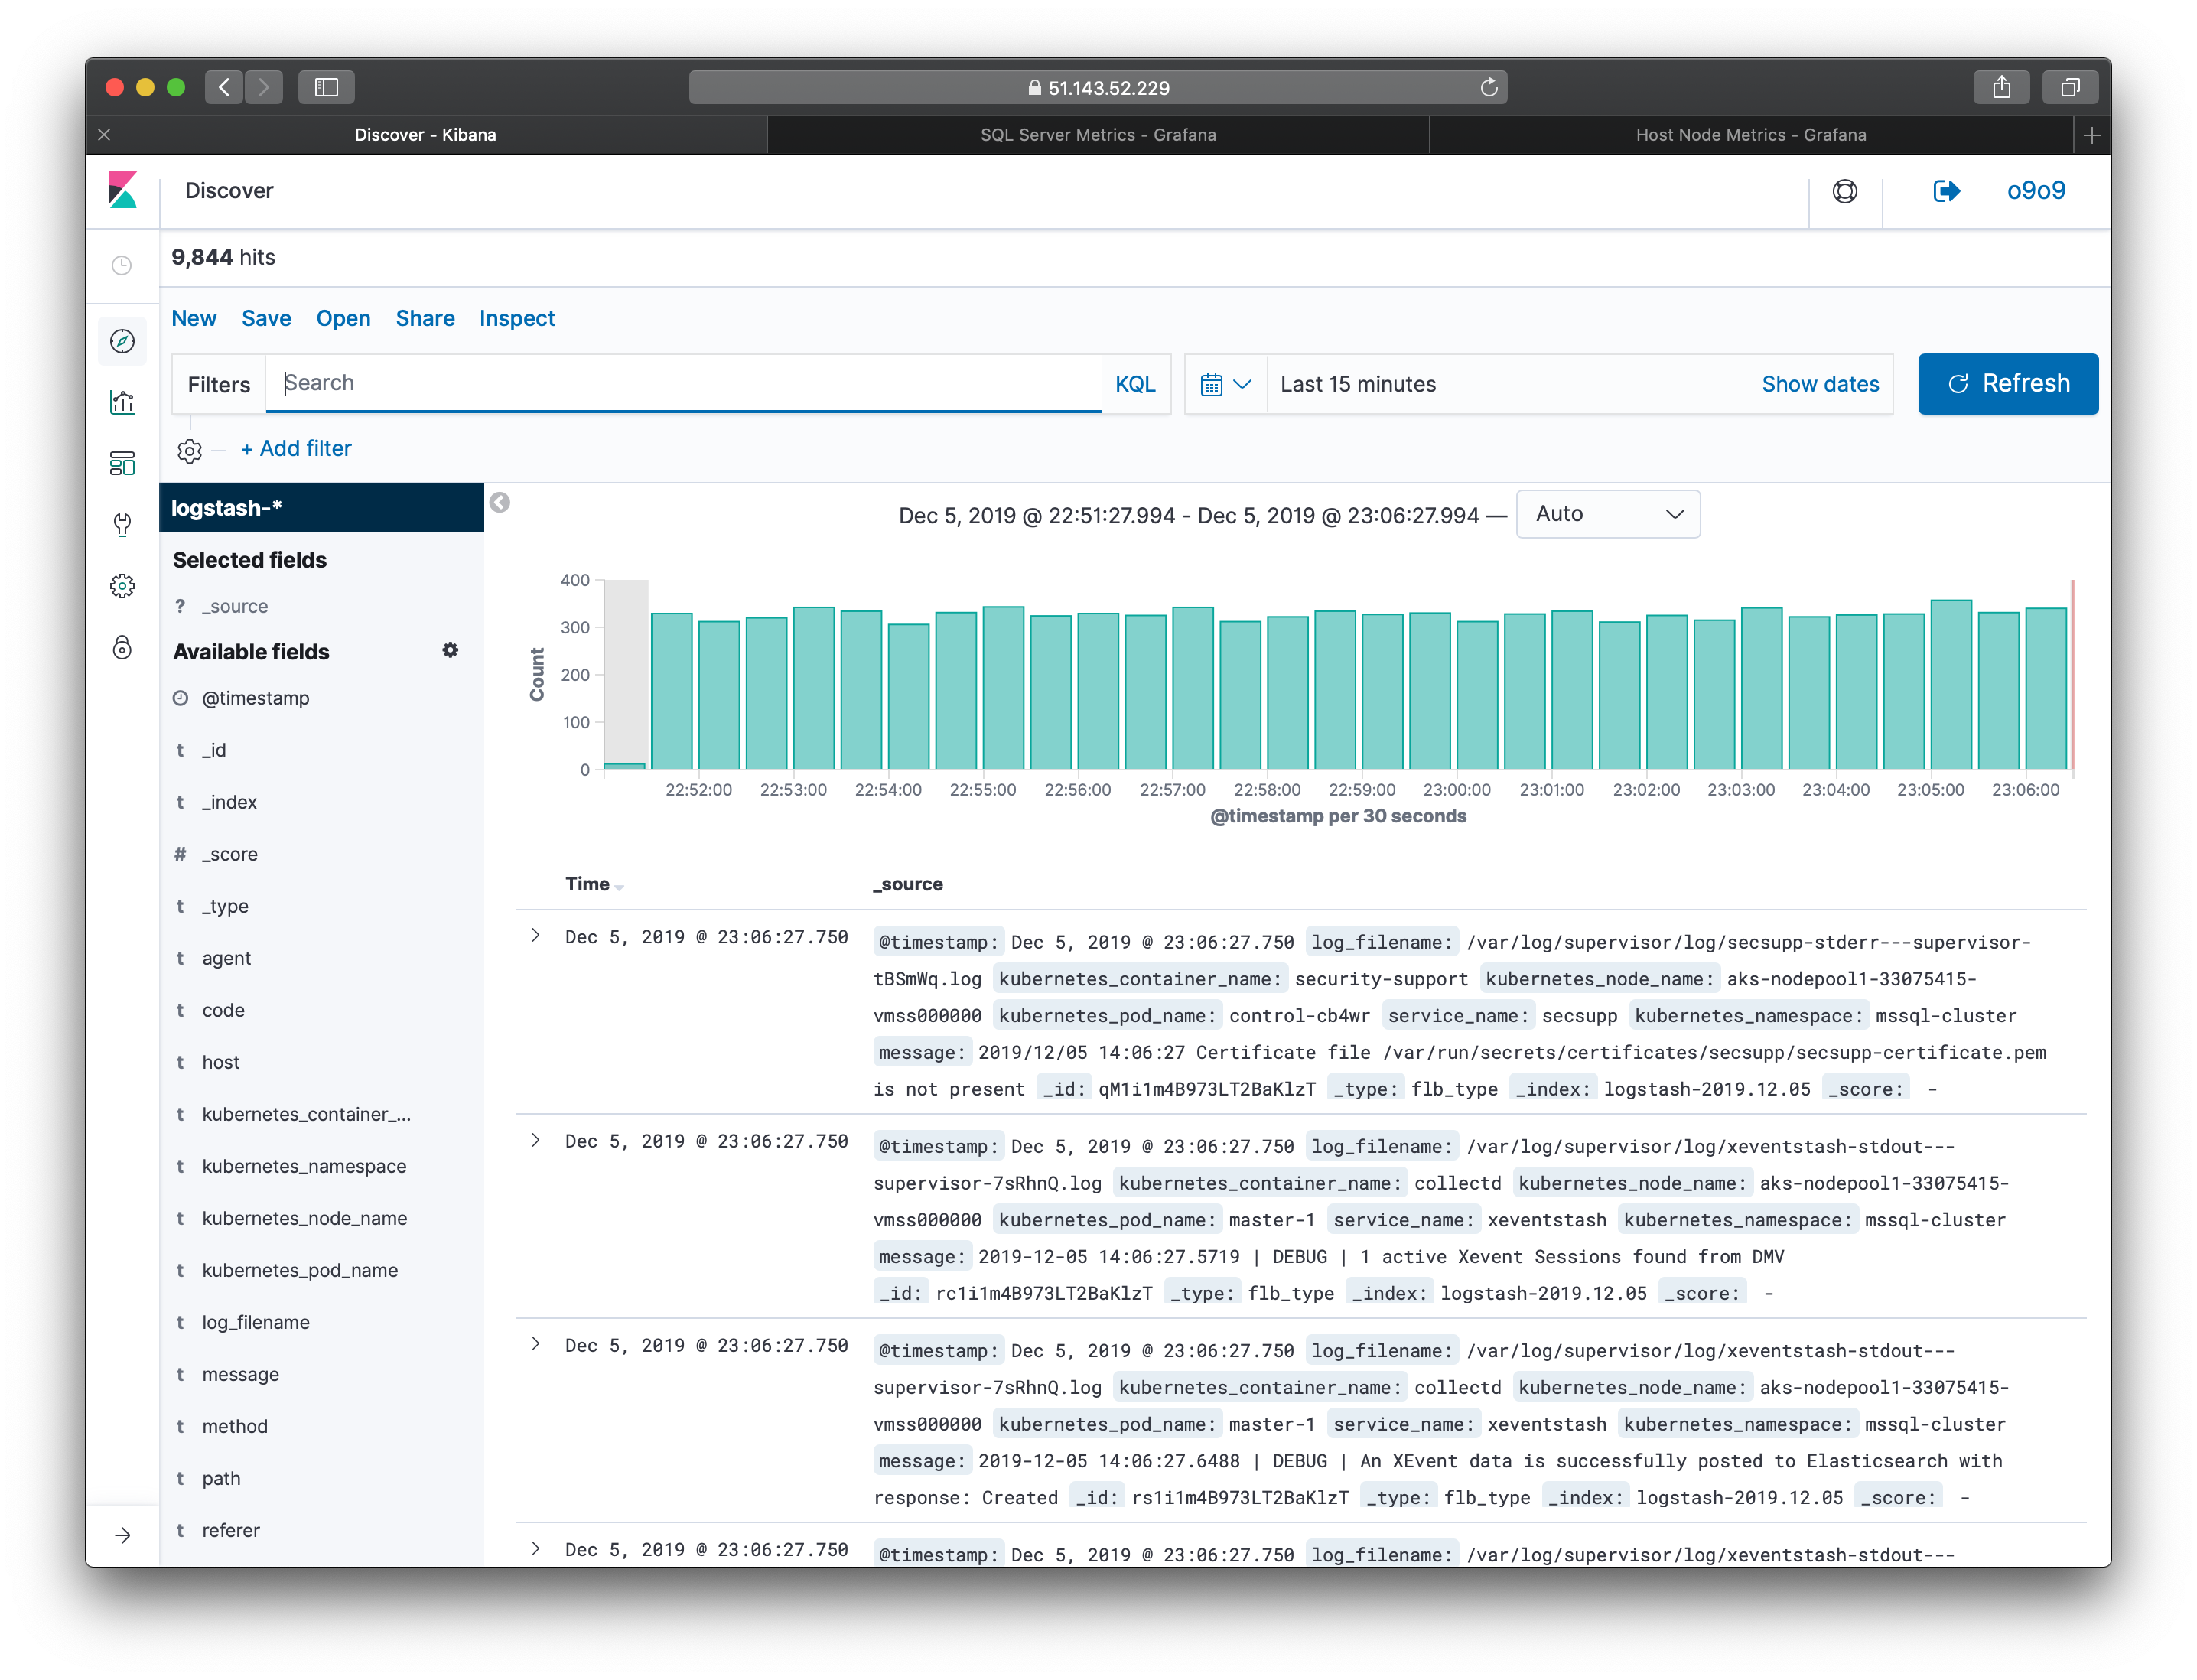 51.143.52.229
Discover - Kibana
SQL Server Metrics - Grafana
Host Node Metrics - Grafana
Discover
o9o9
9,844 hits
New Save Open Share Inspect
Filters Search KQL Last 15 minutes Show dates Refresh
+ Add filter
logstash-*
Selected fields
? _source
Available fields
@timestamp
t _id
t _index
# _score
t _type
t agent
t code
t host
t kubernetes_container_...
t kubernetes_namespace
t kubernetes_node_name
t kubernetes_pod_name
t log_filename
t message
t method
t path
t referer
Dec 5, 2019 @ 22:51:27.994 - Dec 5, 2019 @ 23:06:27.994 — Auto
Count
400
300
200
100
0
22:52:00 22:53:00 22:54:00 22:55:00 22:56:00 22:57:00 22:58:00 22:59:00 23:00:00 23:01:00 23:02:00 23:03:00 23:04:00 23:05:00 23:06:00
@timestamp per 30 seconds
Time _source
Dec 5, 2019 @ 23:06:27.750 @timestamp: Dec 5, 2019 @ 23:06:27.750 log_filename: /var/log/supervisor/log/secsupp-stderr---supervisor-
tBSmWq.log kubernetes_container_name: security-support kubernetes_node_name: aks-nodepool1-33075415-
vmss000000 kubernetes_pod_name: control-cb4wr service_name: secsupp kubernetes_namespace: mssql-cluster
message: 2019/12/05 14:06:27 Certificate file /var/run/secrets/certificates/secsupp/secsupp-certificate.pem
is not present _id: qM1i1m4B973LT2BaKlzT _type: flb_type _index: logstash-2019.12.05 _score: -
Dec 5, 2019 @ 23:06:27.750 @timestamp: Dec 5, 2019 @ 23:06:27.750 log_filename: /var/log/supervisor/log/xeventstash-stdout---
supervisor-7sRhnQ.log kubernetes_container_name: collectd kubernetes_node_name: aks-nodepool1-33075415-
vmss000000 kubernetes_pod_name: master-1 service_name: xeventstash kubernetes_namespace: mssql-cluster
message: 2019-12-05 14:06:27.5719 | DEBUG | 1 active Xevent Sessions found from DMV
_id: rc1i1m4B973LT2BaKlzT _type: flb_type _index: logstash-2019.12.05 _score: -
Dec 5, 2019 @ 23:06:27.750 @timestamp: Dec 5, 2019 @ 23:06:27.750 log_filename: /var/log/supervisor/log/xeventstash-stdout---
supervisor-7sRhnQ.log kubernetes_container_name: collectd kubernetes_node_name: aks-nodepool1-33075415-
vmss000000 kubernetes_pod_name: master-1 service_name: xeventstash kubernetes_namespace: mssql-cluster
message: 2019-12-05 14:06:27.6488 | DEBUG | An XEvent data is successfully posted to Elasticsearch with
response: Created _id: rs1i1m4B973LT2BaKlzT _type: flb_type _index: logstash-2019.12.05 _score: -
Dec 5, 2019 @ 23:06:27.750 @timestamp: Dec 5, 2019 @ 23:06:27.750 log_filename: /var/log/supervisor/log/xeventstash-stdout---